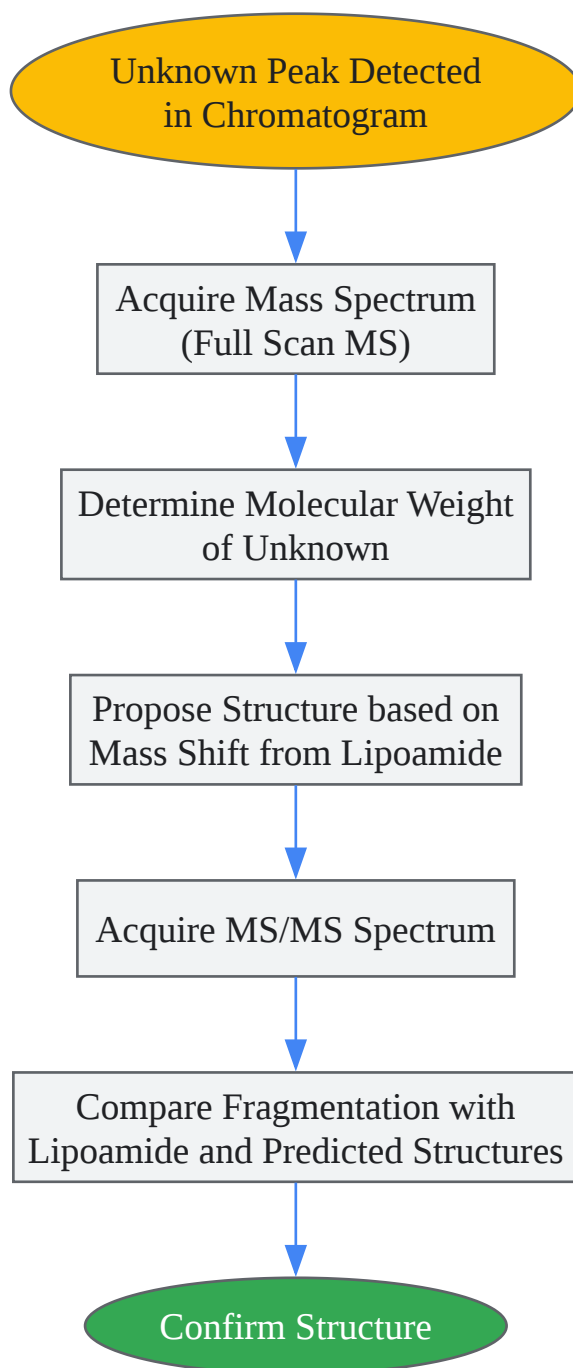 Unknown Peak Detected
in Chromatogram
Acquire Mass Spectrum
(Full Scan MS)
Determine Molecular Weight
of Unknown
Propose Structure based on
Mass Shift from Lipoamide
Acquire MS/MS Spectrum
Compare Fragmentation with
Lipoamide and Predicted Structures
Confirm Structure